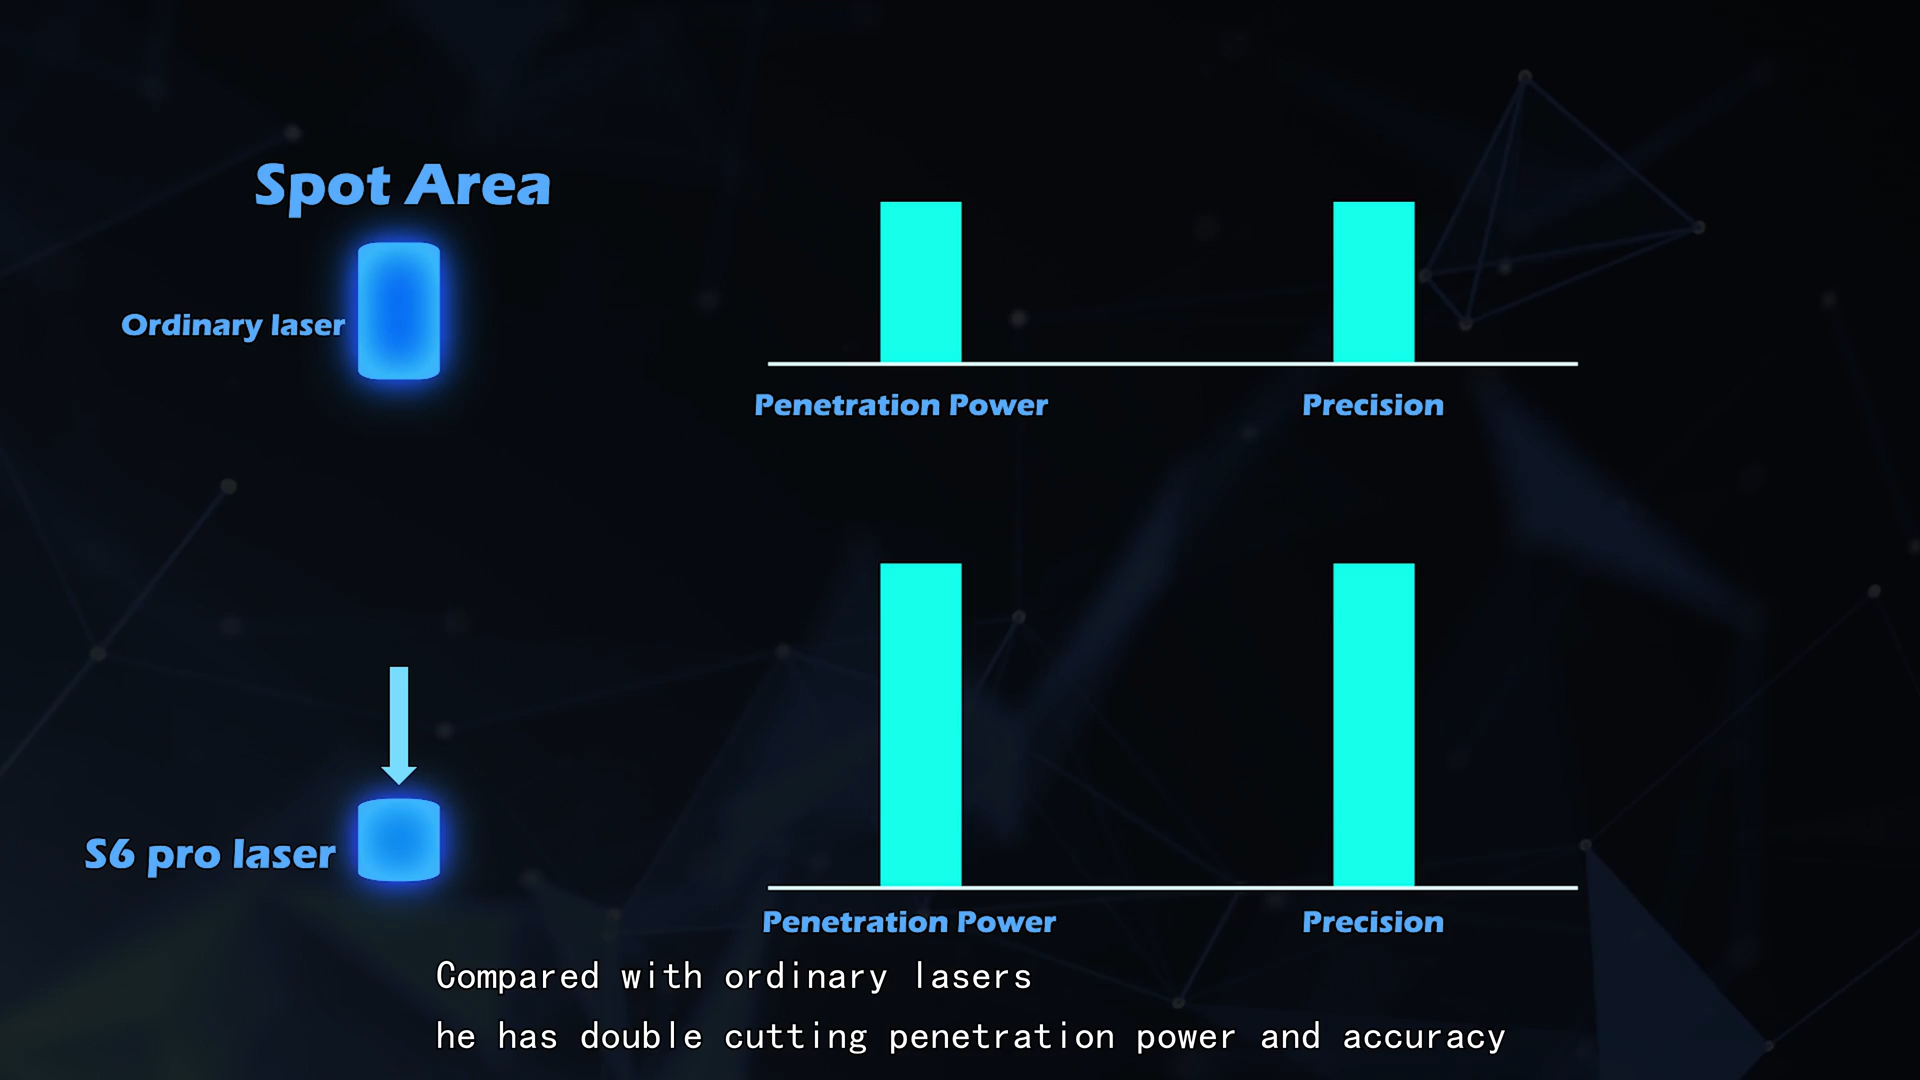 Spot Area
Ordinary laser
Penetration Power
Precision
S6 pro laser
Penetration Power
Precision
Compared with ordinary lasers
he has double cutting penetration power and accuracy